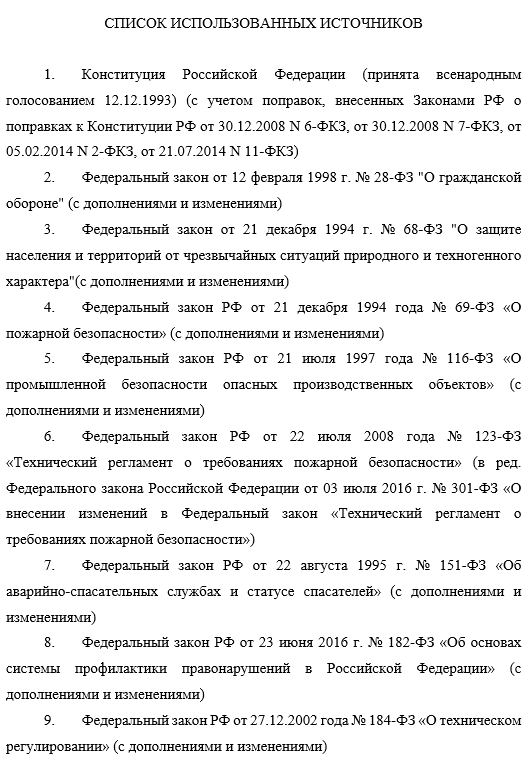 СПИСОК ИСПОЛЬЗОВАННЫХ ИСТОЧНИКОВ
1. Конституция Российской Федерации (принята всенародным
голосованием 12.12.1993) (с учетом поправок, внесенных Законами РФ о
поправках к Конституции РФ от 30.12.2008 N 6-ФКЗ, от 30.12.2008 N 7-ФКЗ, от
05.02.2014 N 2-ФКЗ, от 21.07.2014 N 11-ФКЗ)
2. Федеральный закон от 12 февраля 1998 г. № 28-ФЗ "О гражданской
обороне" (с дополнениями и изменениями)
3. Федеральный закон от 21 декабря 1994 г. № 68-ФЗ "О защите
населения и территорий от чрезвычайных ситуаций природного и техногенного
характера"(с дополнениями и изменениями)
4. Федеральный закон РФ от 21 декабря 1994 года № 69-ФЗ «О
пожарной безопасности» (с дополнениями и изменениями)
5. Федеральный закон РФ от 21 июля 1997 года № 116-ФЗ «О
промышленной безопасности опасных производственных объектов» (с
дополнениями и изменениями)
6. Федеральный закон РФ от 22 июля 2008 года № 123-ФЗ
«Технический регламент о требованиях пожарной безопасности» (в ред.
Федерального закона Российской Федерации от 03 июля 2016 г. № 301-ФЗ «О
внесении изменений в Федеральный закон «Технический регламент о
требованиях пожарной безопасности»)
7. Федеральный закон РФ от 22 августа 1995 г. № 151-ФЗ «Об
аварийно-спасательных службах и статусе спасателей» (с дополнениями и
изменениями)
8. Федеральный закон РФ от 23 июня 2016 г. № 182-ФЗ «Об основах
системы профилактики правонарушений в Российской Федерации» (с
дополнениями и изменениями)
9. Федеральный закон РФ от 27.12.2002 года № 184-ФЗ «О техническом
регулировании» (с дополнениями и изменениями)